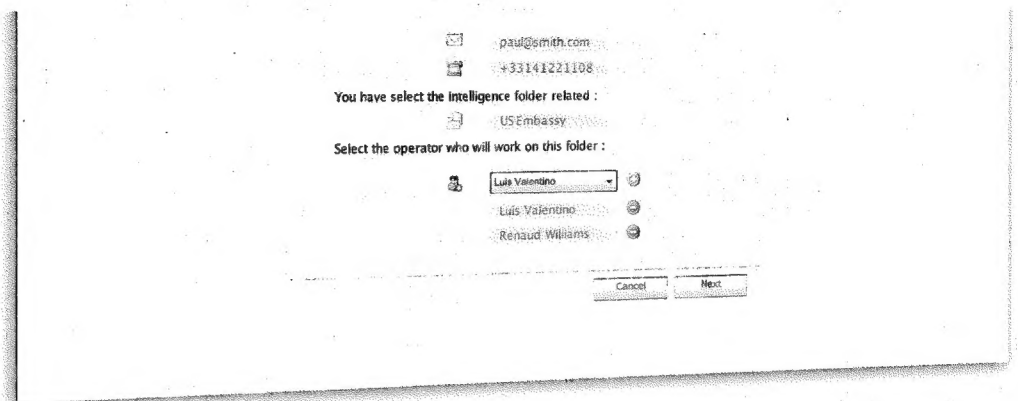 paul@smith.com
+33141221108
You have select the intelligence folder related :
US Embassy
Select the operator who will work on this folder :
Luis Valentino
Luis Valentino
Renaud Williams
Cancel Next